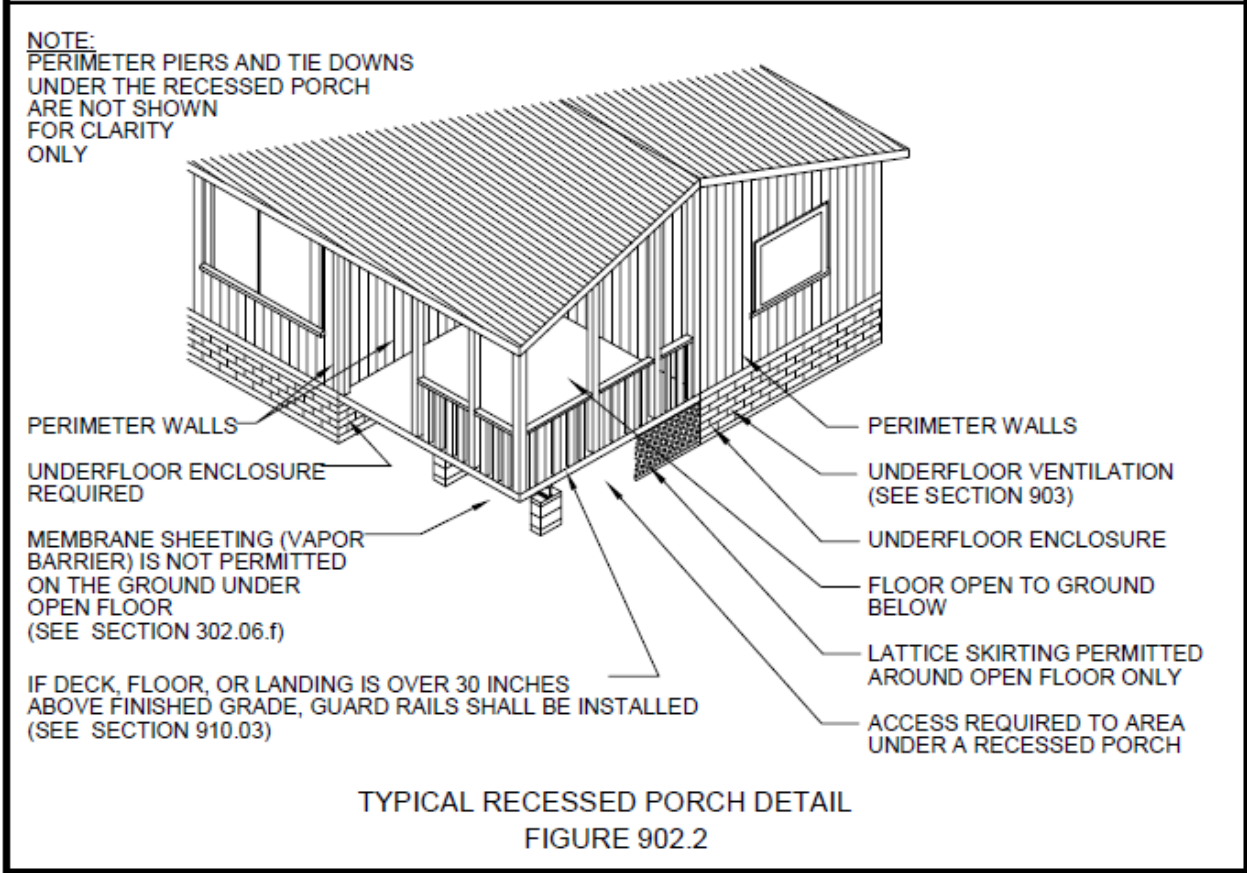 NOTE:
PERIMETER PIERS AND TIE DOWNS
UNDER THE RECESSED PORCH
ARE NOT SHOWN
FOR CLARITY
ONLY
PERIMETER WALLS
UNDERFLOOR ENCLOSURE
REQUIRED
MEMBRANE SHEETING (VAPOR
BARRIER) IS NOT PERMITTED
ON THE GROUND UNDER
OPEN FLOOR
(SEE SECTION 302.06.f)
IF DECK, FLOOR, OR LANDING IS OVER 30 INCHES
ABOVE FINISHED GRADE, GUARD RAILS SHALL BE INSTALLED
(SEE SECTION 910.03)
PERIMETER WALLS
UNDERFLOOR VENTILATION
(SEE SECTION 903)
UNDERFLOOR ENCLOSURE
FLOOR OPEN TO GROUND
BELOW
LATTICE SKIRTING PERMITTED
AROUND OPEN FLOOR ONLY
ACCESS REQUIRED TO AREA
UNDER A RECESSED PORCH
TYPICAL RECESSED PORCH DETAIL
FIGURE 902.2